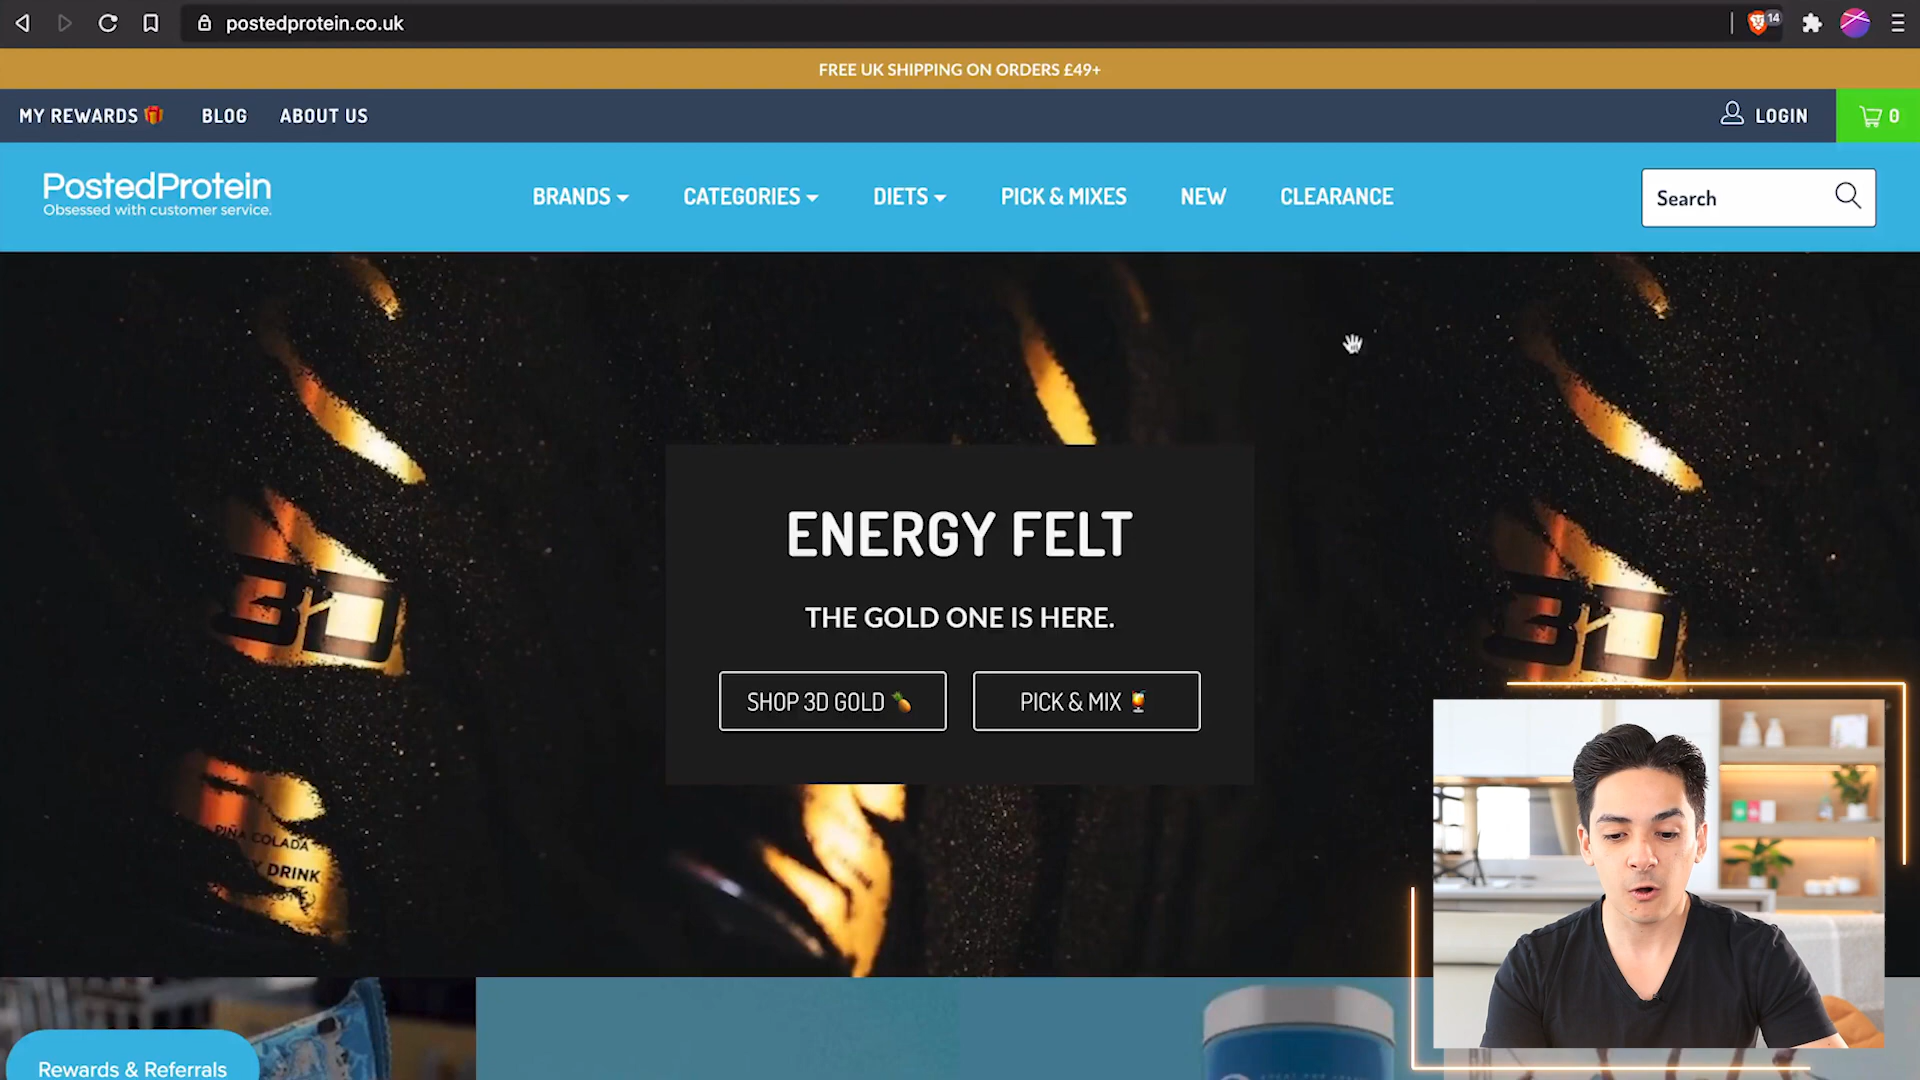 postedprotein.co.uk
14
FREE UK SHIPPING ON ORDERS £49+
MY REWARDS 🎁 BLOG ABOUT US
LOGIN
0
PostedProtein
Obsessed with customer service.
BRANDS CATEGORIES DIETS PICK & MIXES NEW CLEARANCE
Search
ENERGY FELT
THE GOLD ONE IS HERE.
SHOP 3D GOLD 🍍
PICK & MIX 🍹
3D
3D
PIÑA COLADA
DRINK
Rewards & Referrals